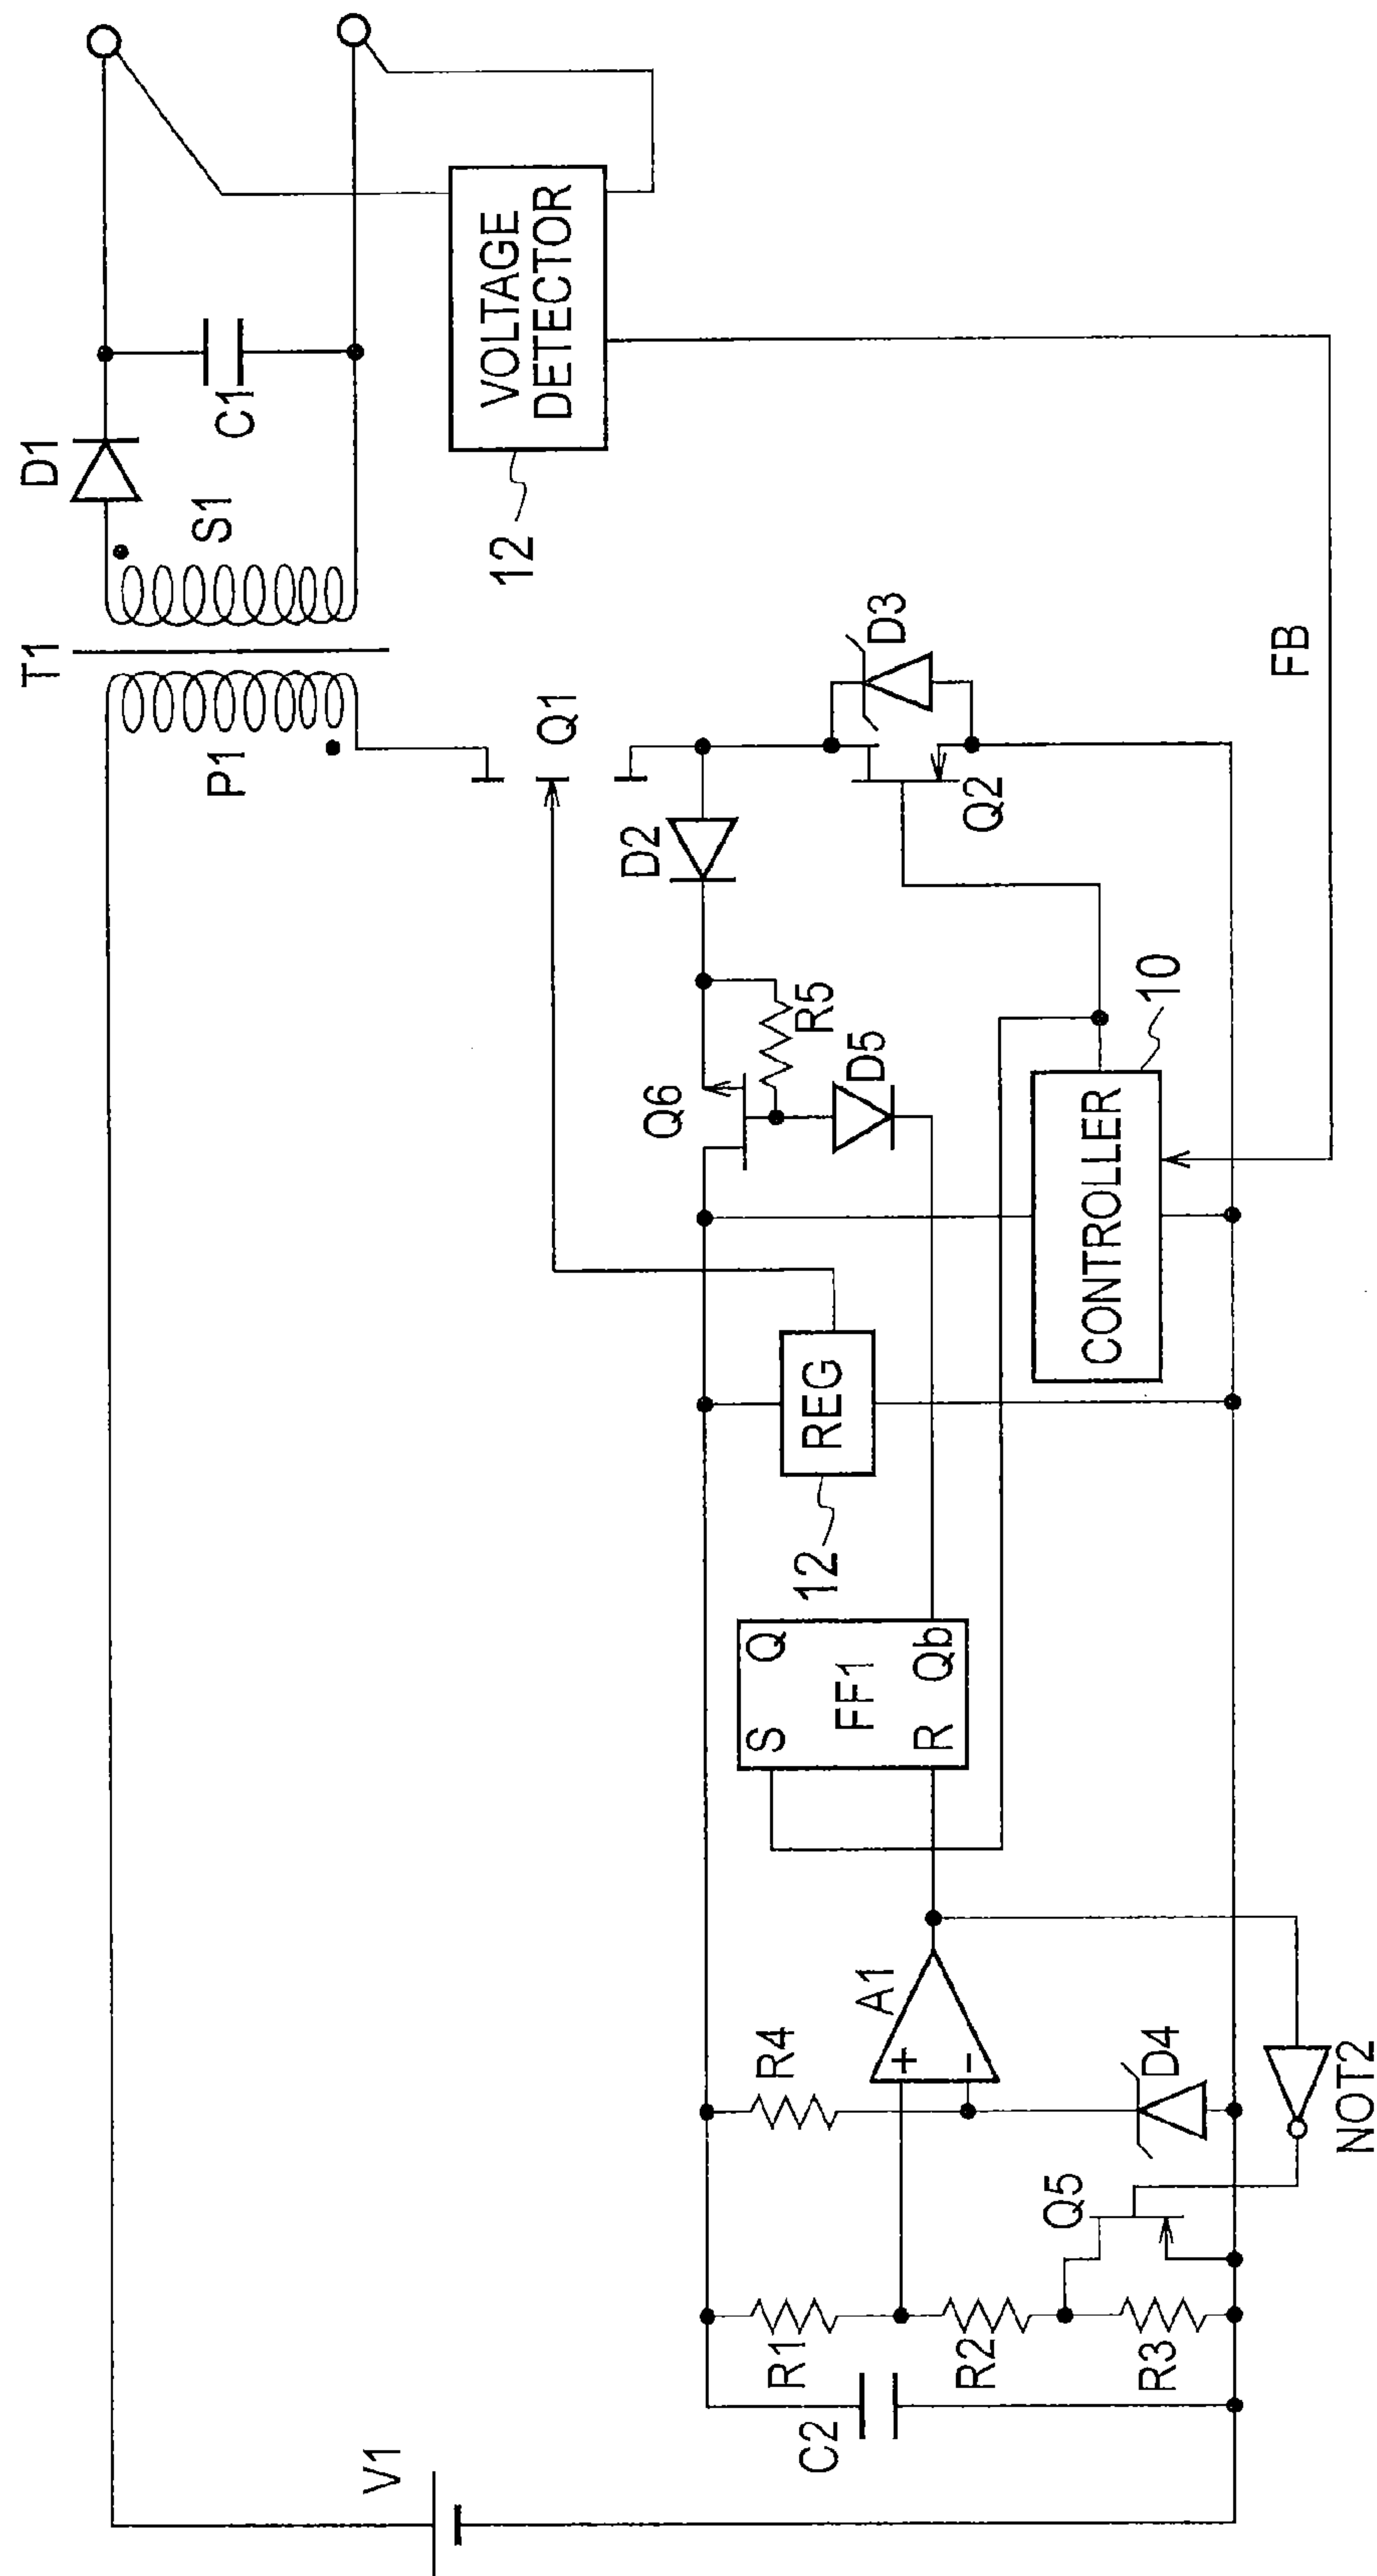 T1
D1
P1
S1
C1
VOLTAGE
DETECTOR
12
V1
Q1
D2
D3
Q2
Q6
R5
D5
REG
12
CONTROLLER
10
FB
S
Q
FF1
R
Qb
A1
+
-
R4
D4
Q5
NOT2
R1
R2
R3
C2